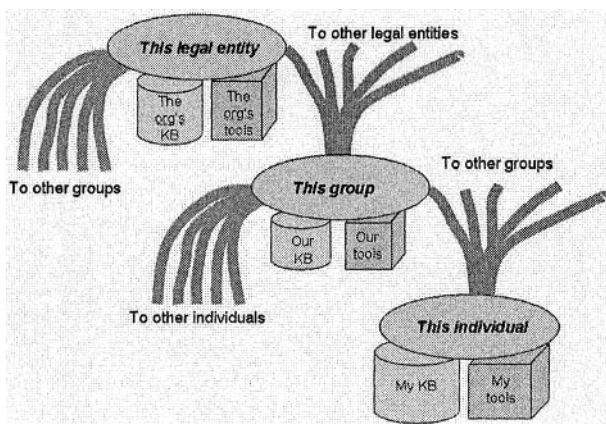 This legal entity
To other legal entities
The
org's
KB
The
org's
tools
To other groups
This group
To other groups
Our
KB
Our
tools
To other individuals
This individual
My KB
My
tools